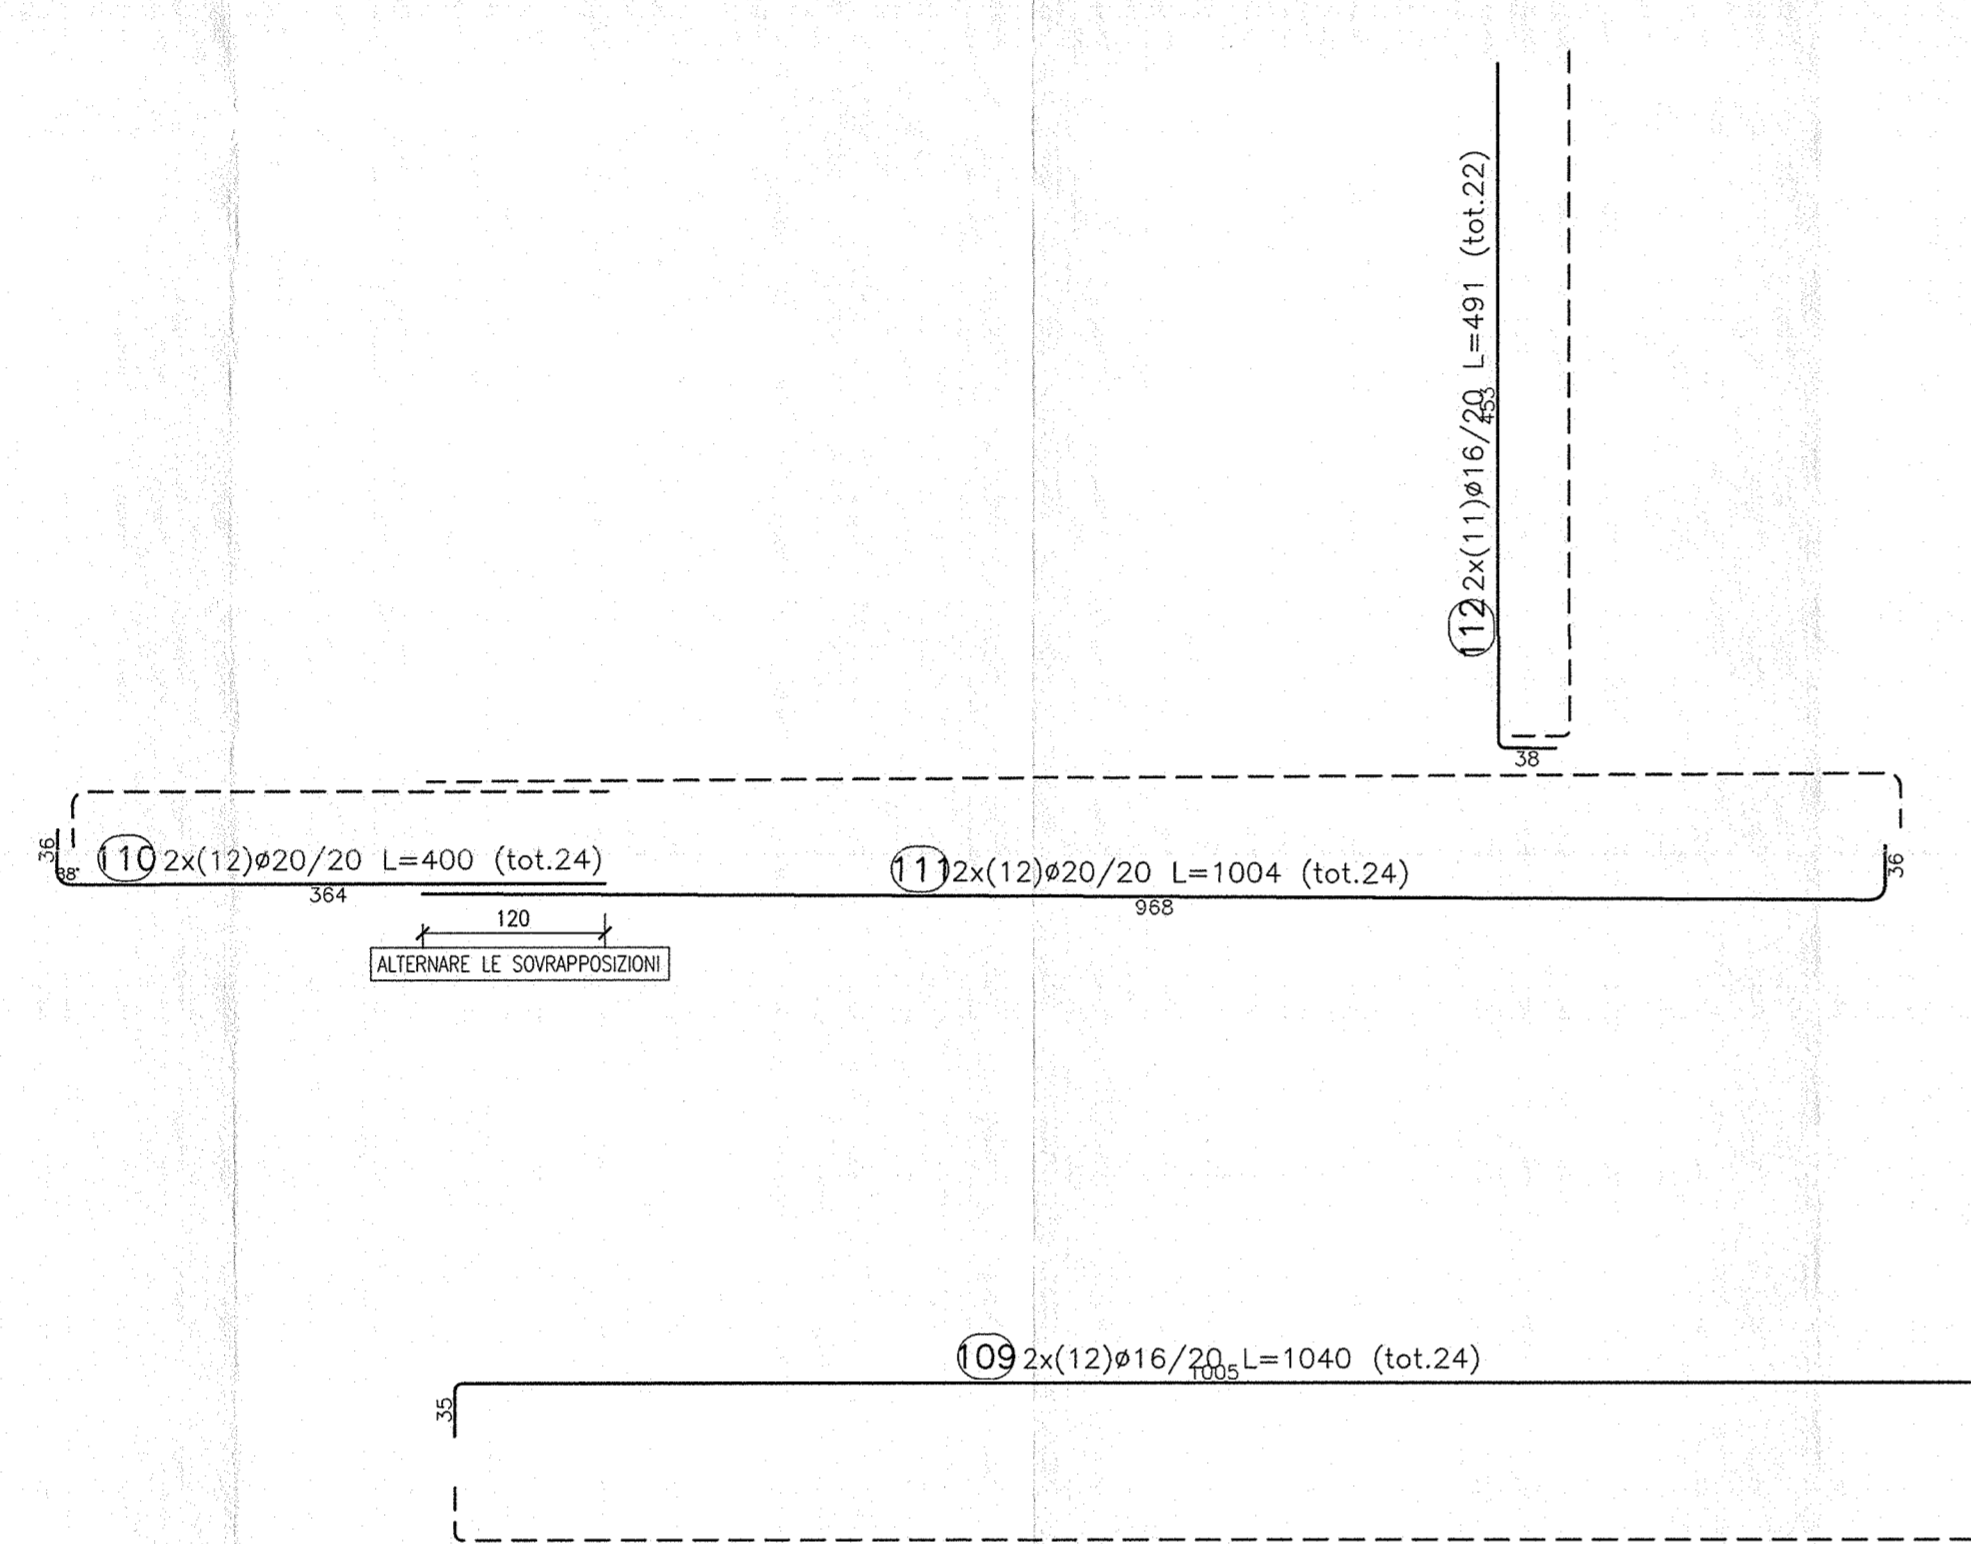 112 2x(11)ø16/20 L=491 (tot.22)
453
38
36
88°
110 2x(12)ø20/20 L=400 (tot.24)
364
111 2x(12)ø20/20 L=1004 (tot.24)
968
36
120
ALTERNARE LE SOVRAPPOSIZIONI
109 2x(12)ø16/20 L=1040 (tot.24)
1005
35